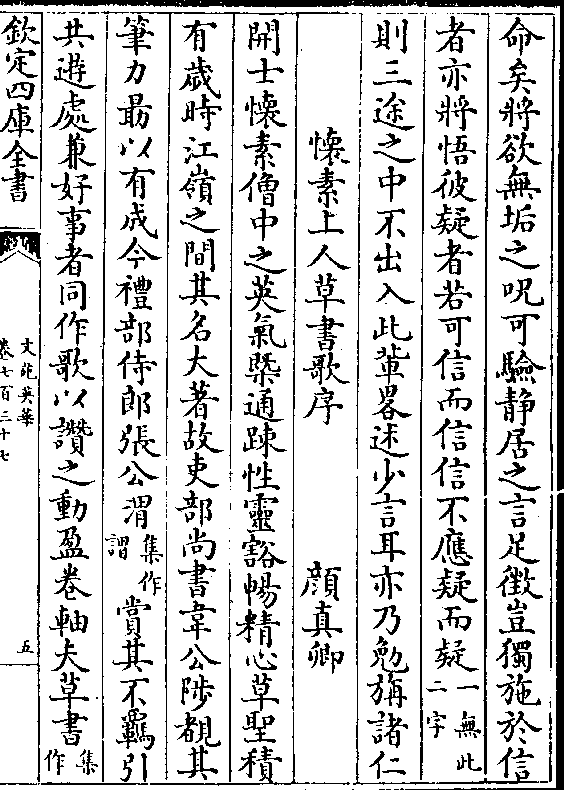 命矣將欲無垢之呪可驗静居之言足徴豈獨施於信
者亦將悟彼疑者若可信而信信不應疑而疑一無此二字
則三途之中不出入此輩畧述少言耳亦乃勉旃諸仁
懐素上人草書歌序 顔真卿
開士懐素僧中之英氣槩通踈性靈豁暢精心草聖積
有歳時江嶺之間其名大著故吏部尚書韋公陟覩其
筆力最以有成今禮部侍郎張公渭集作謂賞其不羈引
共遊處兼好事者同作歌以讚之動盈卷軸夫草書集作
欽定四庫全書
文苑英華
卷七百三十七
五